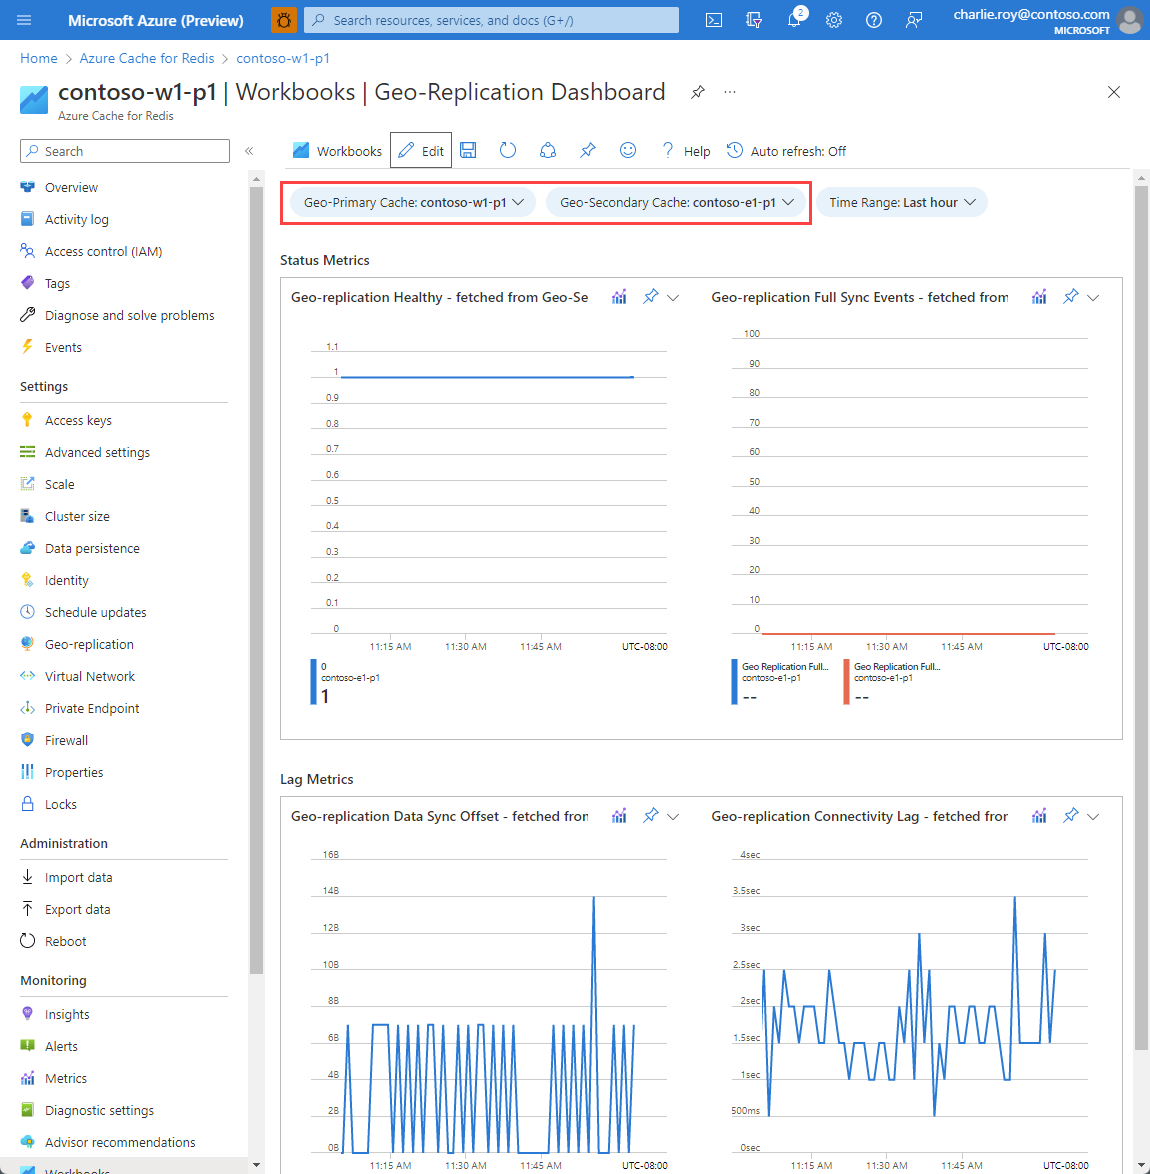 Microsoft Azure (Preview)
Search resources, services, and docs (G+/)
2
charlie.roy@contoso.com
MICROSOFT
Home > Azure Cache for Redis > contoso-w1-p1
contoso-w1-p1 | Workbooks | Geo-Replication Dashboard
Azure Cache for Redis
Search
Overview
Activity log
Access control (IAM)
Tags
Diagnose and solve problems
Events
Settings
Access keys
Advanced settings
Scale
Cluster size
Data persistence
Identity
Schedule updates
Geo-replication
Virtual Network
Private Endpoint
Firewall
Properties
Locks
Administration
Import data
Export data
Reboot
Monitoring
Insights
Alerts
Metrics
Diagnostic settings
Advisor recommendations
Workbooks
Workbooks Edit ? Help Auto refresh: Off
Geo-Primary Cache: contoso-w1-p1 Geo-Secondary Cache: contoso-e1-p1 Time Range: Last hour
Status Metrics
Geo-replication Healthy - fetched from Geo-Se
1.1
1
0.9
0.8
0.7
0.6
0.5
0.4
0.3
0.2
0.1
0
11:15 AM 11:30 AM 11:45 AM UTC-08:00
0
contoso-e1-p1
1
Geo-replication Full Sync Events - fetched from
100
90
80
70
60
50
40
30
20
10
0
11:15 AM 11:30 AM 11:45 AM UTC-08:00
Geo Replication Full...
contoso-e1-p1
--
Geo Replication Full...
contoso-e1-p1
--
Lag Metrics
Geo-replication Data Sync Offset - fetched fron
16B
14B
12B
10B
8B
6B
4B
2B
0B
11:15 AM 11:30 AM 11:45 AM UTC-08:00
Geo-replication Connectivity Lag - fetched fror
4sec
3.5sec
3sec
2.5sec
2sec
1.5sec
1sec
500ms
0sec
11:15 AM 11:30 AM 11:45 AM UTC-08:00